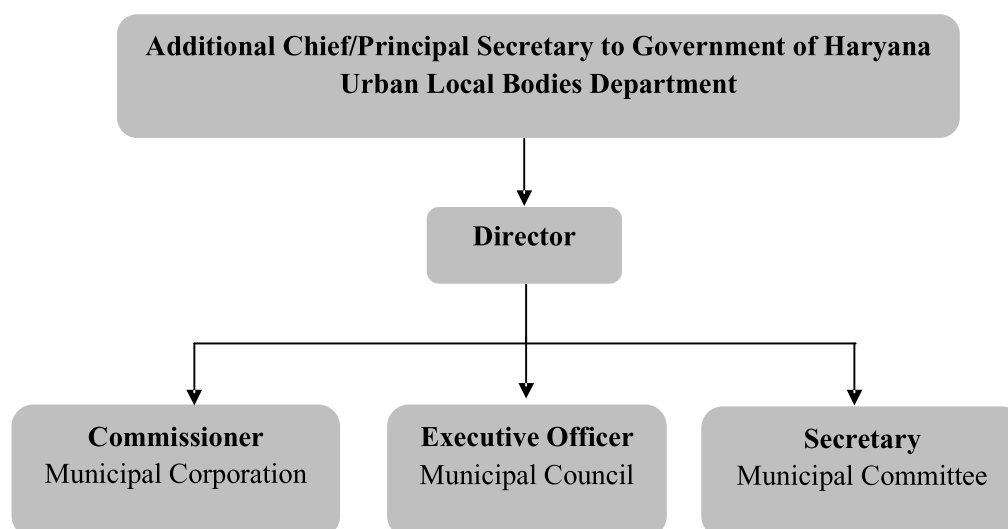 Additional Chief/Principal Secretary to Government of Haryana
Urban Local Bodies Department
Director
Commissioner
Municipal Corporation
Executive Officer
Municipal Council
Secretary
Municipal Committee